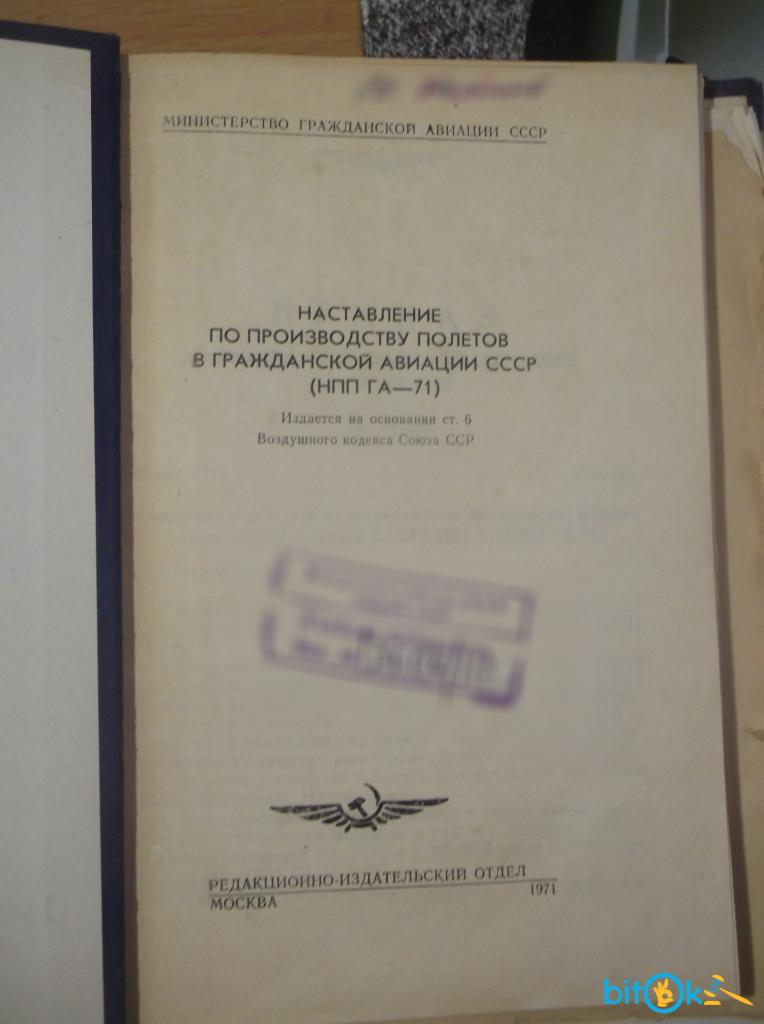 МИНИСТЕРСТВО ГРАЖДАНСКОЙ АВИАЦИИ СССР
НАСТАВЛЕНИЕ
ПО ПРОИЗВОДСТВУ ПОЛЕТОВ
В ГРАЖДАНСКОЙ АВИАЦИИ СССР
(НПП ГА—71)
Издается на основании ст. 6
Воздушного кодекса Союза ССР
РЕДАКЦИОННО-ИЗДАТЕЛЬСКИЙ ОТДЕЛ
МОСКВА 1971
bitOk